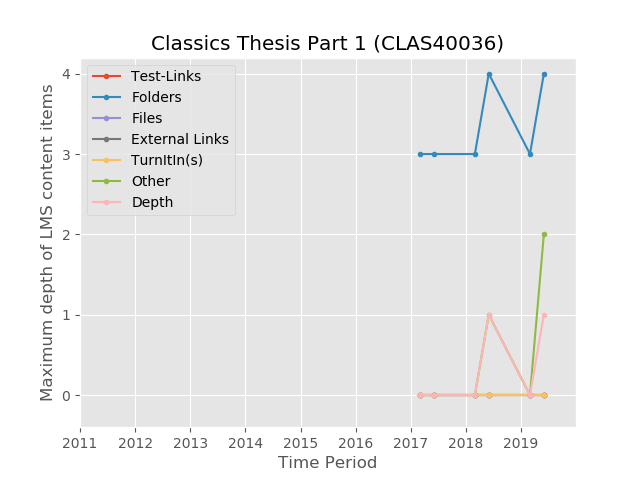 Classics Thesis Part 1 (CLAS40036)
Test-Links
Folders
Files
External Links
TurnItIn(s)
Other
Depth
Maximum depth of LMS content items
4
3
2
1
0
2011 2012 2013 2014 2015 2016 2017 2018 2019
Time Period